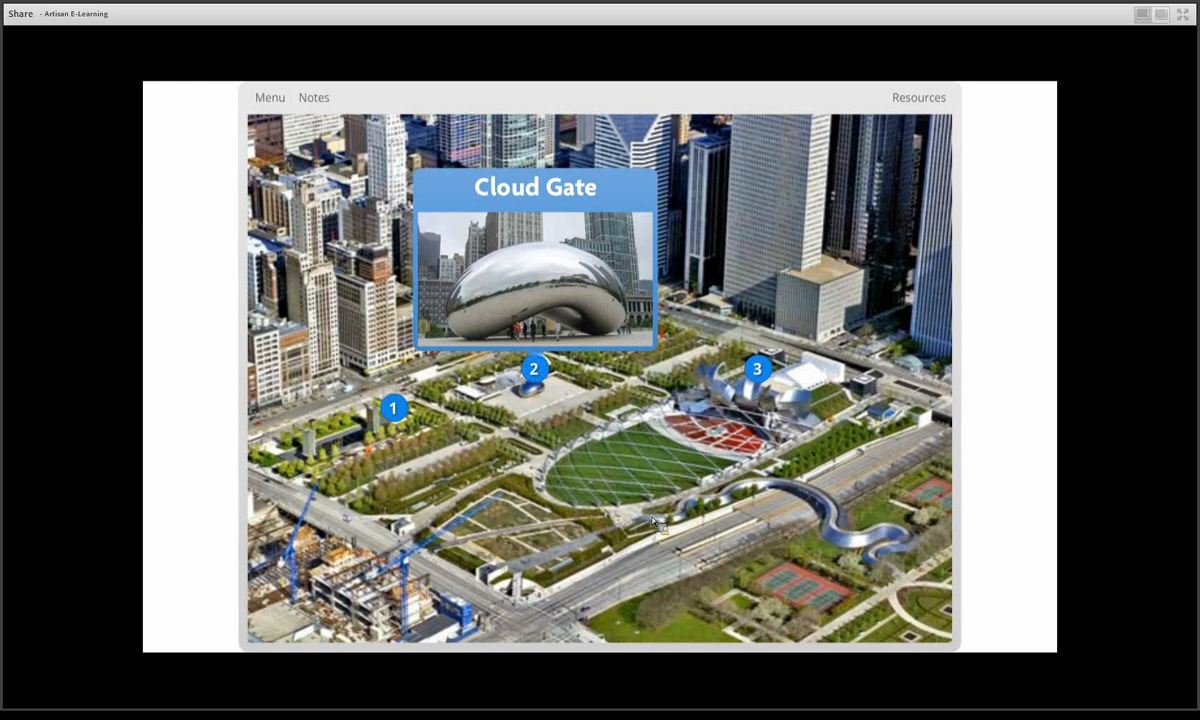 Share - Artisan E-Learning
Menu Notes Resources
Cloud Gate
2
3
1